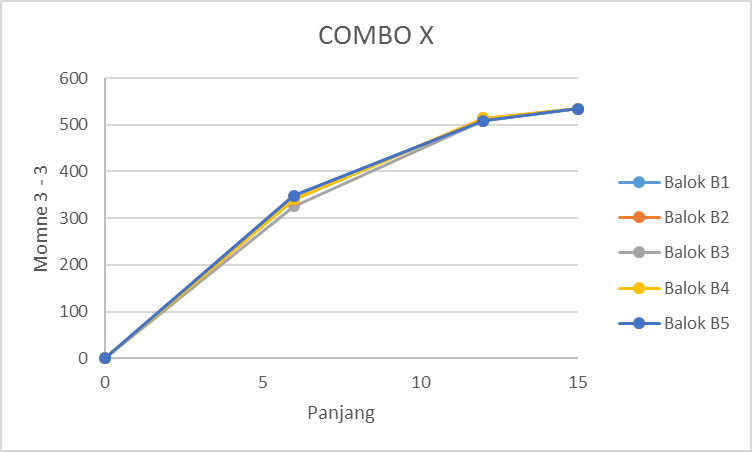 COMBO X
600
500
400
300
200
100
0
Momne 3 - 3
0 5 10 15
Panjang
Balok B1
Balok B2
Balok B3
Balok B4
Balok B5